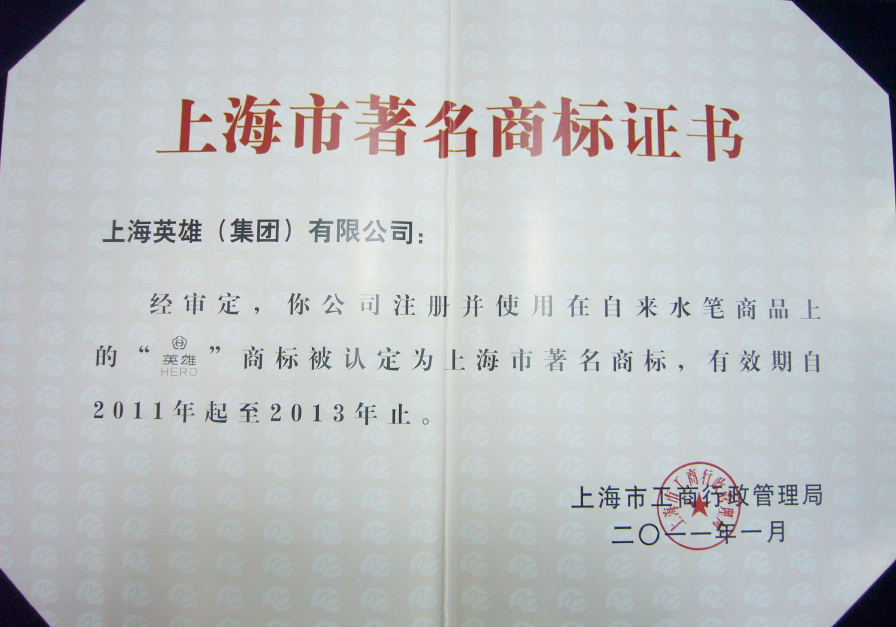 上海市著名商标证书
上海英雄（集团）有限公司：
经审定，你公司注册并使用在自来水笔商品上
的“英雄HERO”商标被认定为上海市著名商标，有效期自
2011年起至2013年止。
上海市工商行政管理局
二〇一一年一月
上海市工商行政管理局